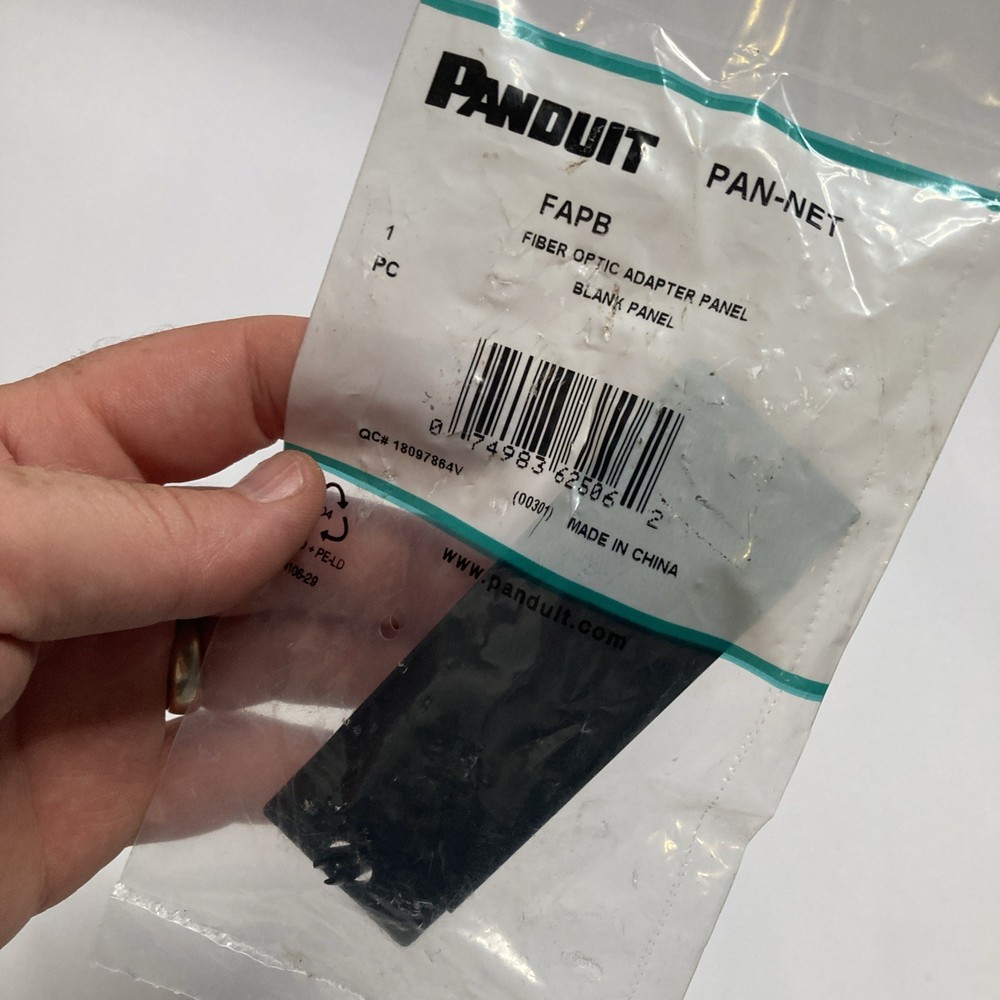 PANDUIT
PAN-NET
FAPB
1
PC
FIBER OPTIC ADAPTER PANEL
BLANK PANEL
0 74983 62506 2
QC# 18097864V
(00301)
MADE IN CHINA
04
+ PE-LD
www.panduit.com